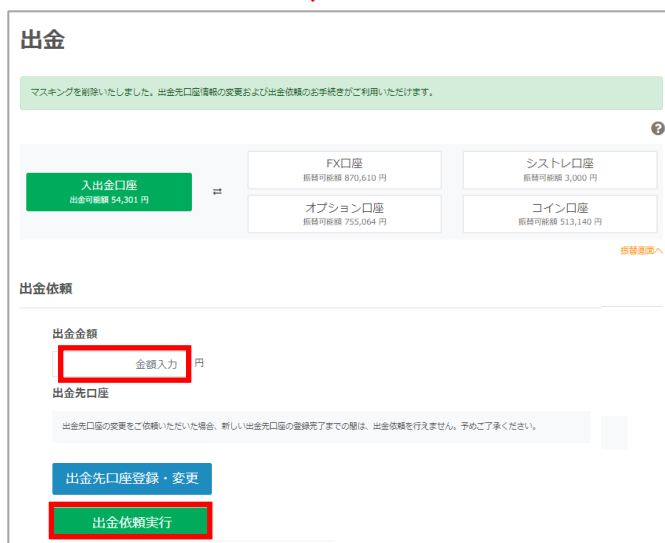 出金
マスキングを削除いたしました。出金先口座情報の変更および出金依頼のお手続きがご利用いただけます。
?
入出金口座
出金可能額 54,301 円
⇄
FX口座
振替可能額 870,610 円
シストレ口座
振替可能額 3,000 円
オプション口座
振替可能額 755,064 円
コイン口座
振替可能額 513,140 円
振替画面へ
出金依頼
出金金額
金額入力 円
出金先口座
出金先口座の変更をご依頼いただいた場合、新しい出金先口座の登録完了までの間は、出金依頼を行えません。予めご了承ください。
出金先口座登録・変更
出金依頼実行